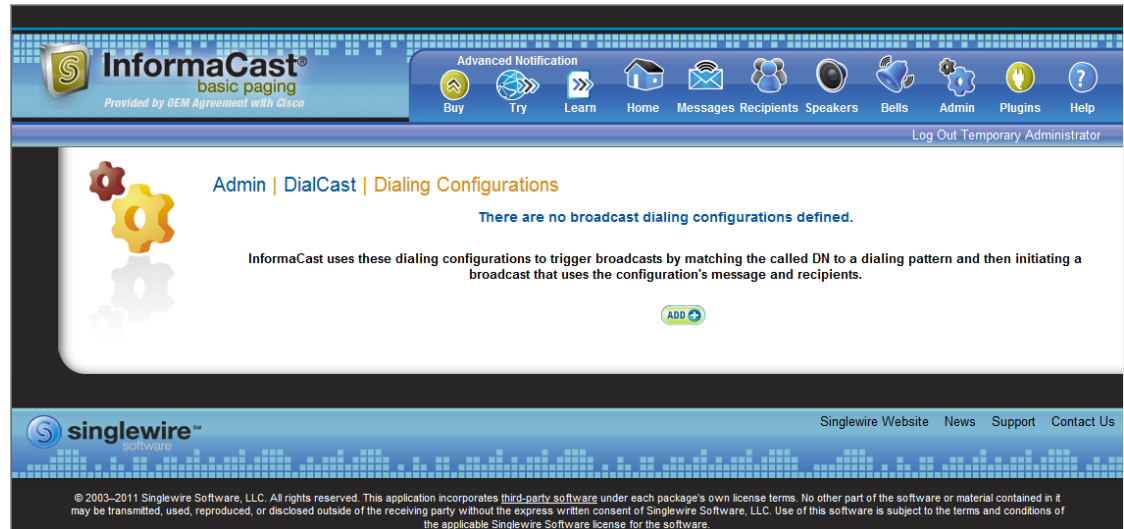 InformaCast®
basic paging
Provided by OEM Agreement with Cisco
Advanced Notification
Buy Try Learn Home Messages Recipients Speakers Bells Admin Plugins Help
Log Out Temporary Administrator
Admin | DialCast | Dialing Configurations
There are no broadcast dialing configurations defined.
InformaCast uses these dialing configurations to trigger broadcasts by matching the called DN to a dialing pattern and then initiating a
broadcast that uses the configuration's message and recipients.
ADD
singlewire℠
software
Singlewire Website News Support Contact Us
© 2003–2011 Singlewire Software, LLC. All rights reserved. This application incorporates third-party software under each package's own license terms. No other part of the software or material contained in it
may be transmitted, used, reproduced, or disclosed outside of the receiving party without the express written consent of Singlewire Software, LLC. Use of this software is subject to the terms and conditions of
the applicable Singlewire Software license for the software.